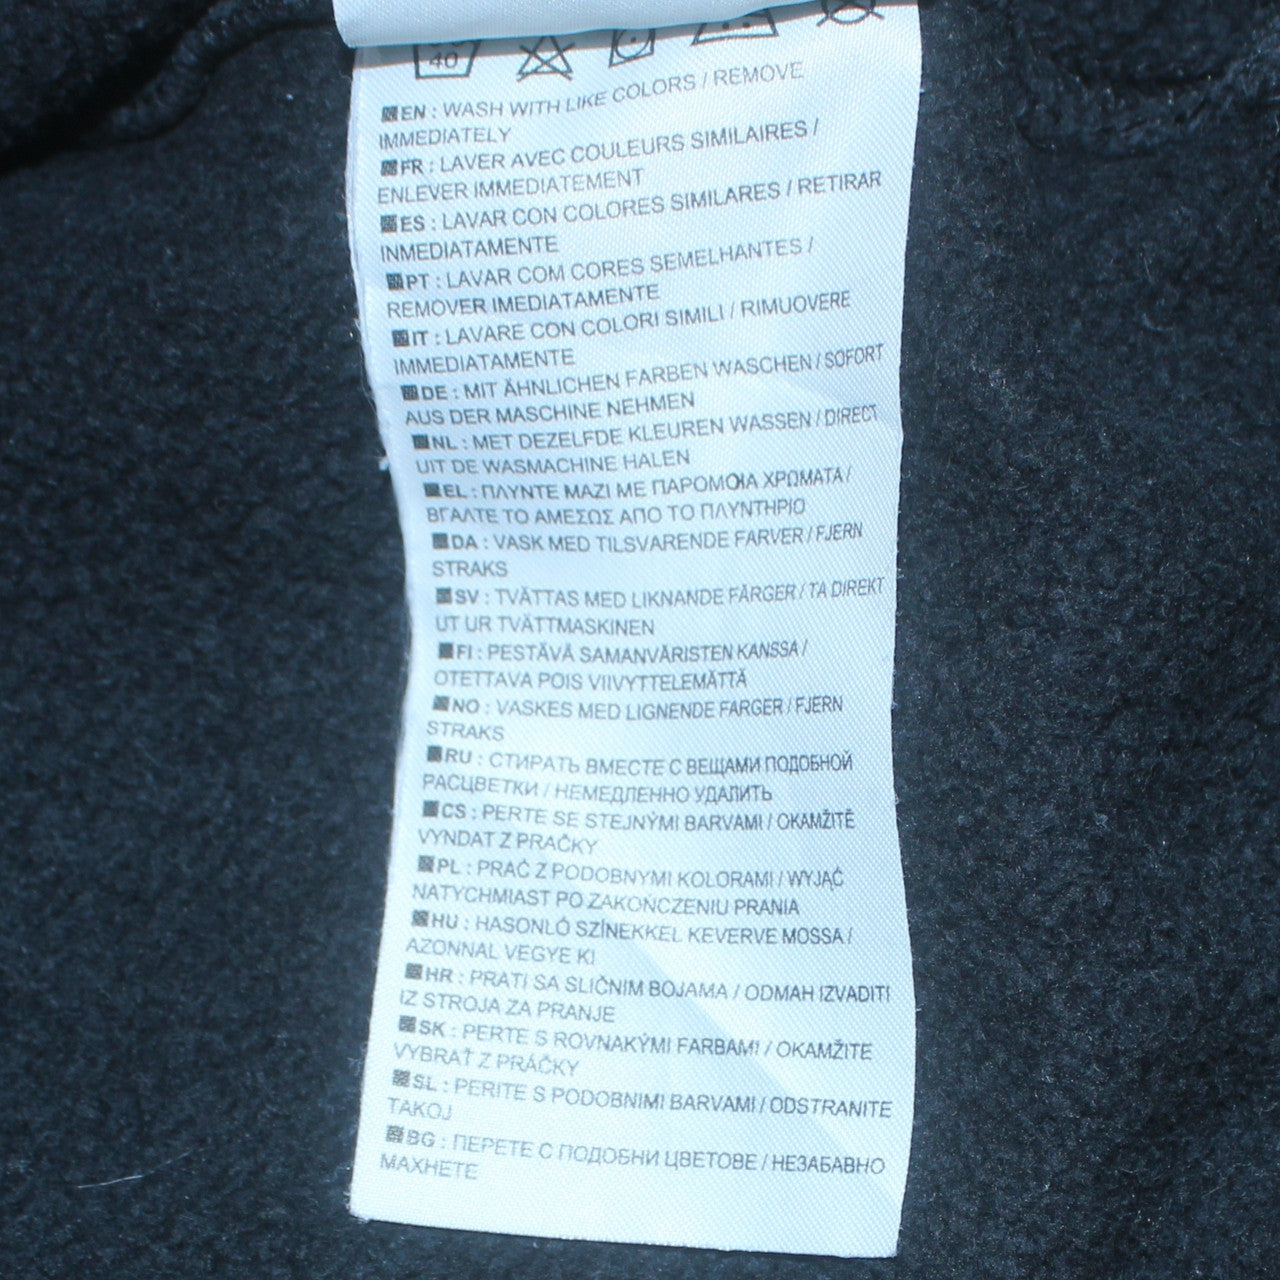 40
EN : WASH WITH LIKE COLORS / REMOVE
IMMEDIATELY
FR : LAVER AVEC COULEURS SIMILAIRES /
ENLEVER IMMEDIATEMENT
ES : LAVAR CON COLORES SIMILARES / RETIRAR
INMEDIATAMENTE
PT : LAVAR COM CORES SEMELHANTES /
REMOVER IMEDIATAMENTE
IT : LAVARE CON COLORI SIMILI / RIMUOVERE
IMMEDIATAMENTE
DE : MIT ÄHNLICHEN FARBEN WASCHEN / SOFORT
AUS DER MASCHINE NEHMEN
NL : MET DEZELFDE KLEUREN WASSEN / DIRECT
UIT DE WASMACHINE HALEN
EL : ΠΛΥΝΤΕ ΜΑΖΙ ΜΕ ΠΑΡΟΜΟΙΑ ΧΡΩΜΑΤΑ /
ΒΓΑΛΤΕ ΤΟ ΑΜΕΣΩΣ ΑΠΟ ΤΟ ΠΛΥΝΤΗΡΙΟ
DA : VASK MED TILSVARENDE FARVER / FJERN
STRAKS
SV : TVÄTTAS MED LIKNANDE FÄRGER / TA DIREKT
UT UR TVÄTTMASKINEN
FI : PESTÄVÄ SAMANVÄRISTEN KANSSA /
OTETTAVA POIS VIIVYTTELEMÄTTÄ
NO : VASKES MED LIGNENDE FARGER / FJERN
STRAKS
RU : СТИРАТЬ ВМЕСТЕ С ВЕЩАМИ ПОДОБНОЙ
РАСЦВЕТКИ / НЕМЕДЛЕННО УДАЛИТЬ
CS : PERTE SE STEJNÝMI BARVAMI / OKAMŽITĚ
VYNDAT Z PRAČKY
PL : PRAĆ Z PODOBNYMI KOLORAMI / WYJĄĆ
NATYCHMIAST PO ZAKOŃCZENIU PRANIA
HU : HASONLÓ SZÍNEKKEL KEVERVE MOSSA /
AZONNAL VEGYE KI
HR : PRATI SA SLIČNIM BOJAMA / ODMAH IZVADITI
IZ STROJA ZA PRANJE
SK : PERTE S ROVNAKÝMI FARBAMI / OKAMŽITE
VYBRAŤ Z PRÁČKY
SL : PERITE S PODOBNIMI BARVAMI / ODSTRANITE
TAKOJ
BG : ПЕРЕТЕ С ПОДОБНИ ЦВЕТОВЕ / НЕЗАБАВНО
МАХНЕТЕ